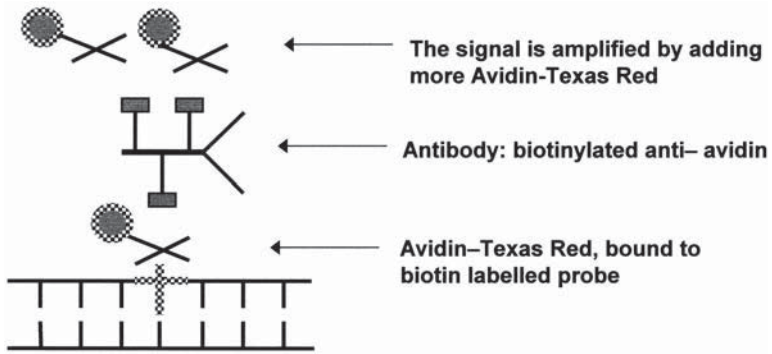 The signal is amplified by adding
more Avidin-Texas Red
Antibody: biotinylated anti– avidin
Avidin–Texas Red, bound to
biotin labelled probe